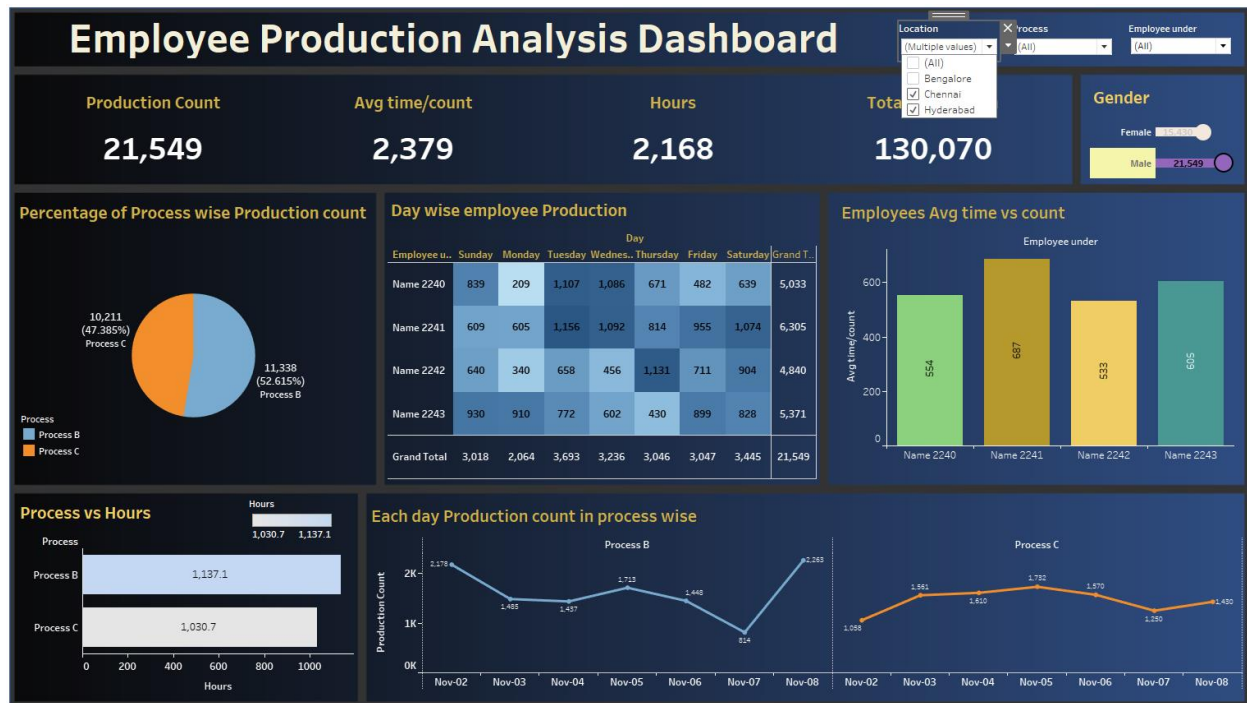 Employee Production Analysis Dashboard
Location
Process
Employee under
(Multiple values)
(All)
(All)
(All)
Bengalore
Chennai
Hyderabad
Production Count
Avg time/count
Hours
Tota
21,549
2,379
2,168
130,070
Gender
Female 15,430
Male 21,549
Percentage of Process wise Production count
10,211
(47.385%)
Process C
11,338
(52.615%)
Process B
Process
Process B
Process C
Day wise employee Production
Day
Employee u.. Sunday Monday Tuesday Wednes.. Thursday Friday Saturday Grand T..
Name 2240 839 209 1,107 1,086 671 482 639 5,033
Name 2241 609 605 1,156 1,092 814 955 1,074 6,305
Name 2242 640 340 658 456 1,131 711 904 4,840
Name 2243 930 910 772 602 430 899 828 5,371
Grand Total 3,018 2,064 3,693 3,236 3,046 3,047 3,445 21,549
Employees Avg time vs count
Employee under
Avg time/count
600
400
200
0
554
687
533
605
Name 2240 Name 2241 Name 2242 Name 2243
Process vs Hours
Hours
1,030.7 1,137.1
Process
Process B 1,137.1
Process C 1,030.7
0 200 400 600 800 1000
Hours
Each day Production count in process wise
Process B
Process C
Production Count
2K
1K
0K
2,178
1,485
1,437
1,713
1,448
814
2,263
1,058
1,561
1,610
1,732
1,570
1,250
1,430
Nov-02 Nov-03 Nov-04 Nov-05 Nov-06 Nov-07 Nov-08
Nov-02 Nov-03 Nov-04 Nov-05 Nov-06 Nov-07 Nov-08